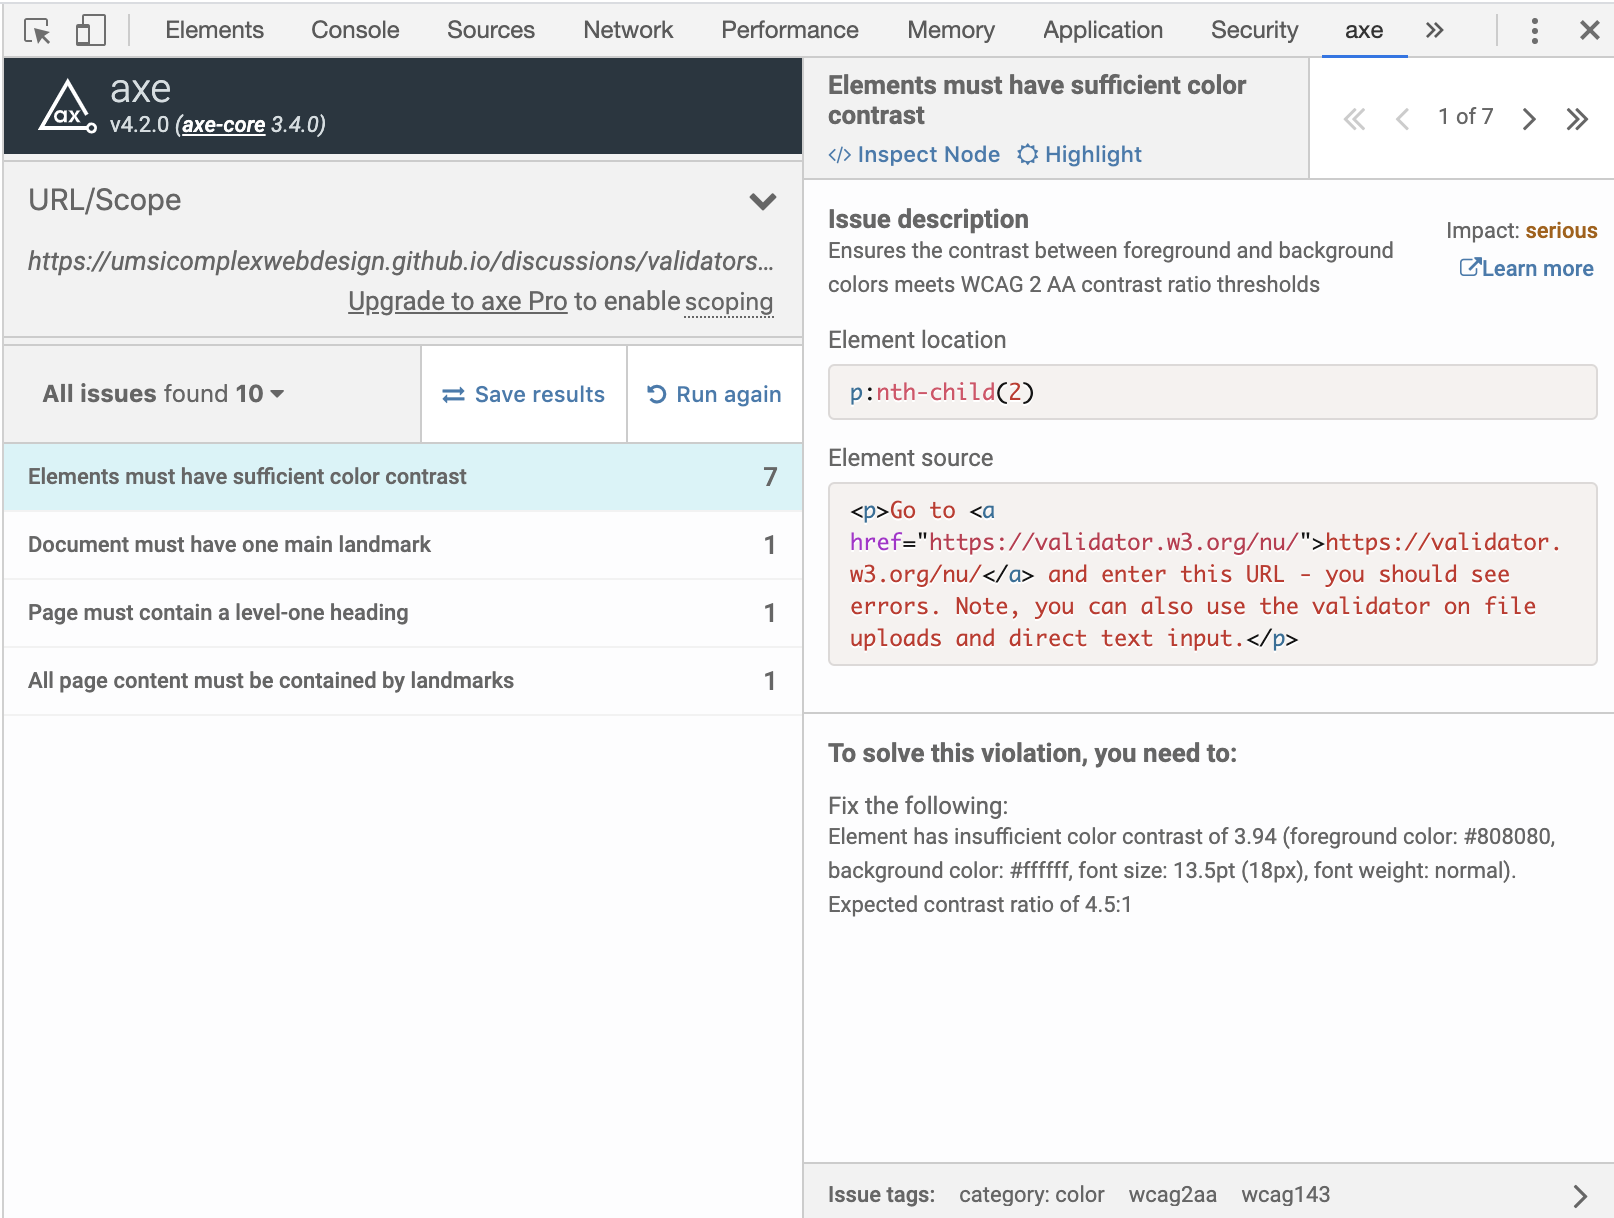 Elements Console Sources Network Performance Memory Application Security axe
ax
axe
v4.2.0 (axe-core 3.4.0)
URL/Scope
https://umsicomplexwebdesign.github.io/discussions/validators...
Upgrade to axe Pro to enable scoping
All issues found 10
Save results
Run again
Elements must have sufficient color contrast 7
Document must have one main landmark 1
Page must contain a level-one heading 1
All page content must be contained by landmarks 1
Elements must have sufficient color
contrast
</> Inspect Node Highlight
1 of 7
Issue description
Impact: serious
Learn more
Ensures the contrast between foreground and background
colors meets WCAG 2 AA contrast ratio thresholds
Element location
p:nth-child(2)
Element source
<p>Go to <a
href="https://validator.w3.org/nu/">https://validator.
w3.org/nu/</a> and enter this URL - you should see
errors. Note, you can also use the validator on file
uploads and direct text input.</p>
To solve this violation, you need to:
Fix the following:
Element has insufficient color contrast of 3.94 (foreground color: #808080,
background color: #ffffff, font size: 13.5pt (18px), font weight: normal).
Expected contrast ratio of 4.5:1
Issue tags: category: color wcag2aa wcag143